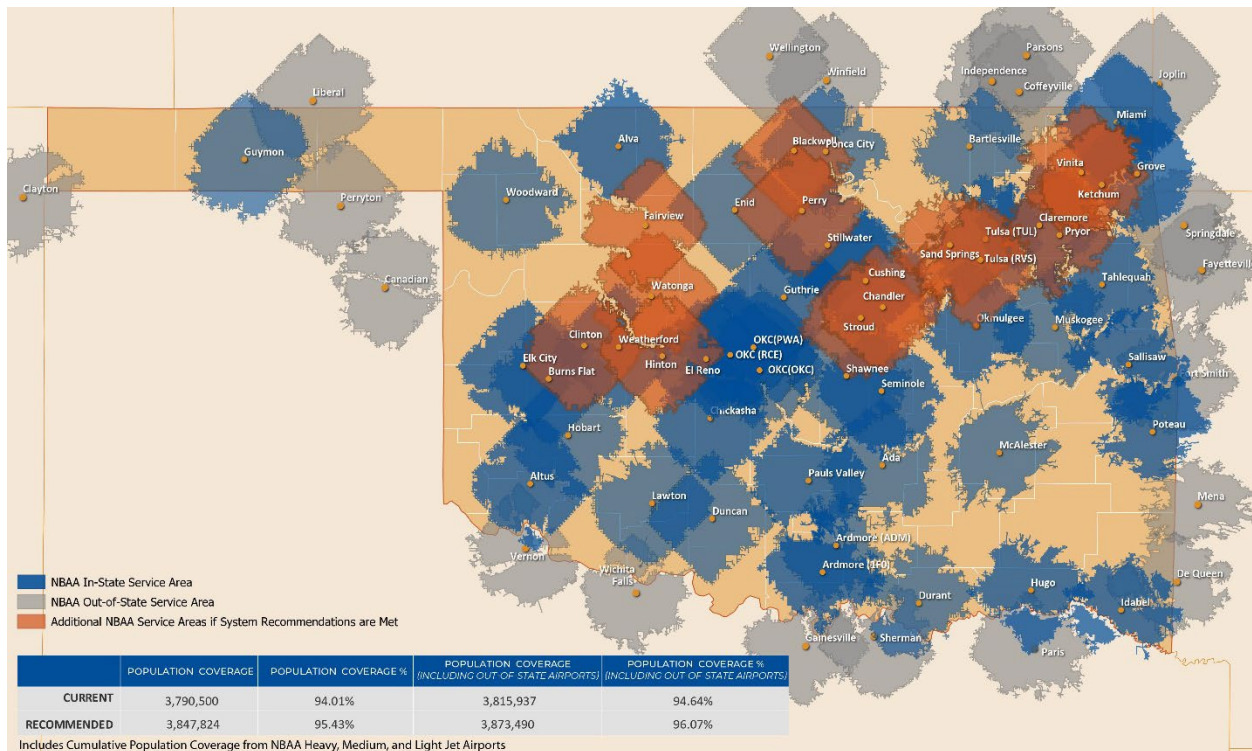 Wellington
Parsons
Winfield
Independence
Coffeyville
Joplin
Liberal
Miami
Alva
Bartlesville
Blackwell
Ponca City
Guymon
Vinita
Grove
Ketchum
Clayton
Woodward
Perryton
Enid
Perry
Fairview
Claremore
Springdale
Tulsa (TUL)
Pryor
Stillwater
Sand Springs
Tulsa (RVS)
Fayetteville
Canadian
Cushing
Tahlequah
Watonga
Guthrie
Chandler
Stroud
Okmulgee
Muskogee
Clinton
Weatherford
OKC(PWA)
OKC (RCE)
Elk City
Hinton
El Reno
OKC(OKC)
Sallisaw
Burns Flat
Shawnee
Fort Smith
Seminole
Chickasha
Hobart
Poteau
McAlester
Ada
Altus
Pauls Valley
Lawton
Mena
Duncan
Ardmore (ADM)
Vernon
Ardmore (1F0)
Wichita
Falls
Hugo
De Queen
Durant
Idabel
Gainesville
Sherman
Paris
NBAA In-State Service Area
NBAA Out-of-State Service Area
Additional NBAA Service Areas if System Recommendations are Met
POPULATION COVERAGE POPULATION COVERAGE % POPULATION COVERAGE (INCLUDING OUT OF STATE AIRPORTS) POPULATION COVERAGE % (INCLUDING OUT OF STATE AIRPORTS)
CURRENT 3,790,500 94.01% 3,815,937 94.64%
RECOMMENDED 3,847,824 95.43% 3,873,490 96.07%
Includes Cumulative Population Coverage from NBAA Heavy, Medium, and Light Jet Airports